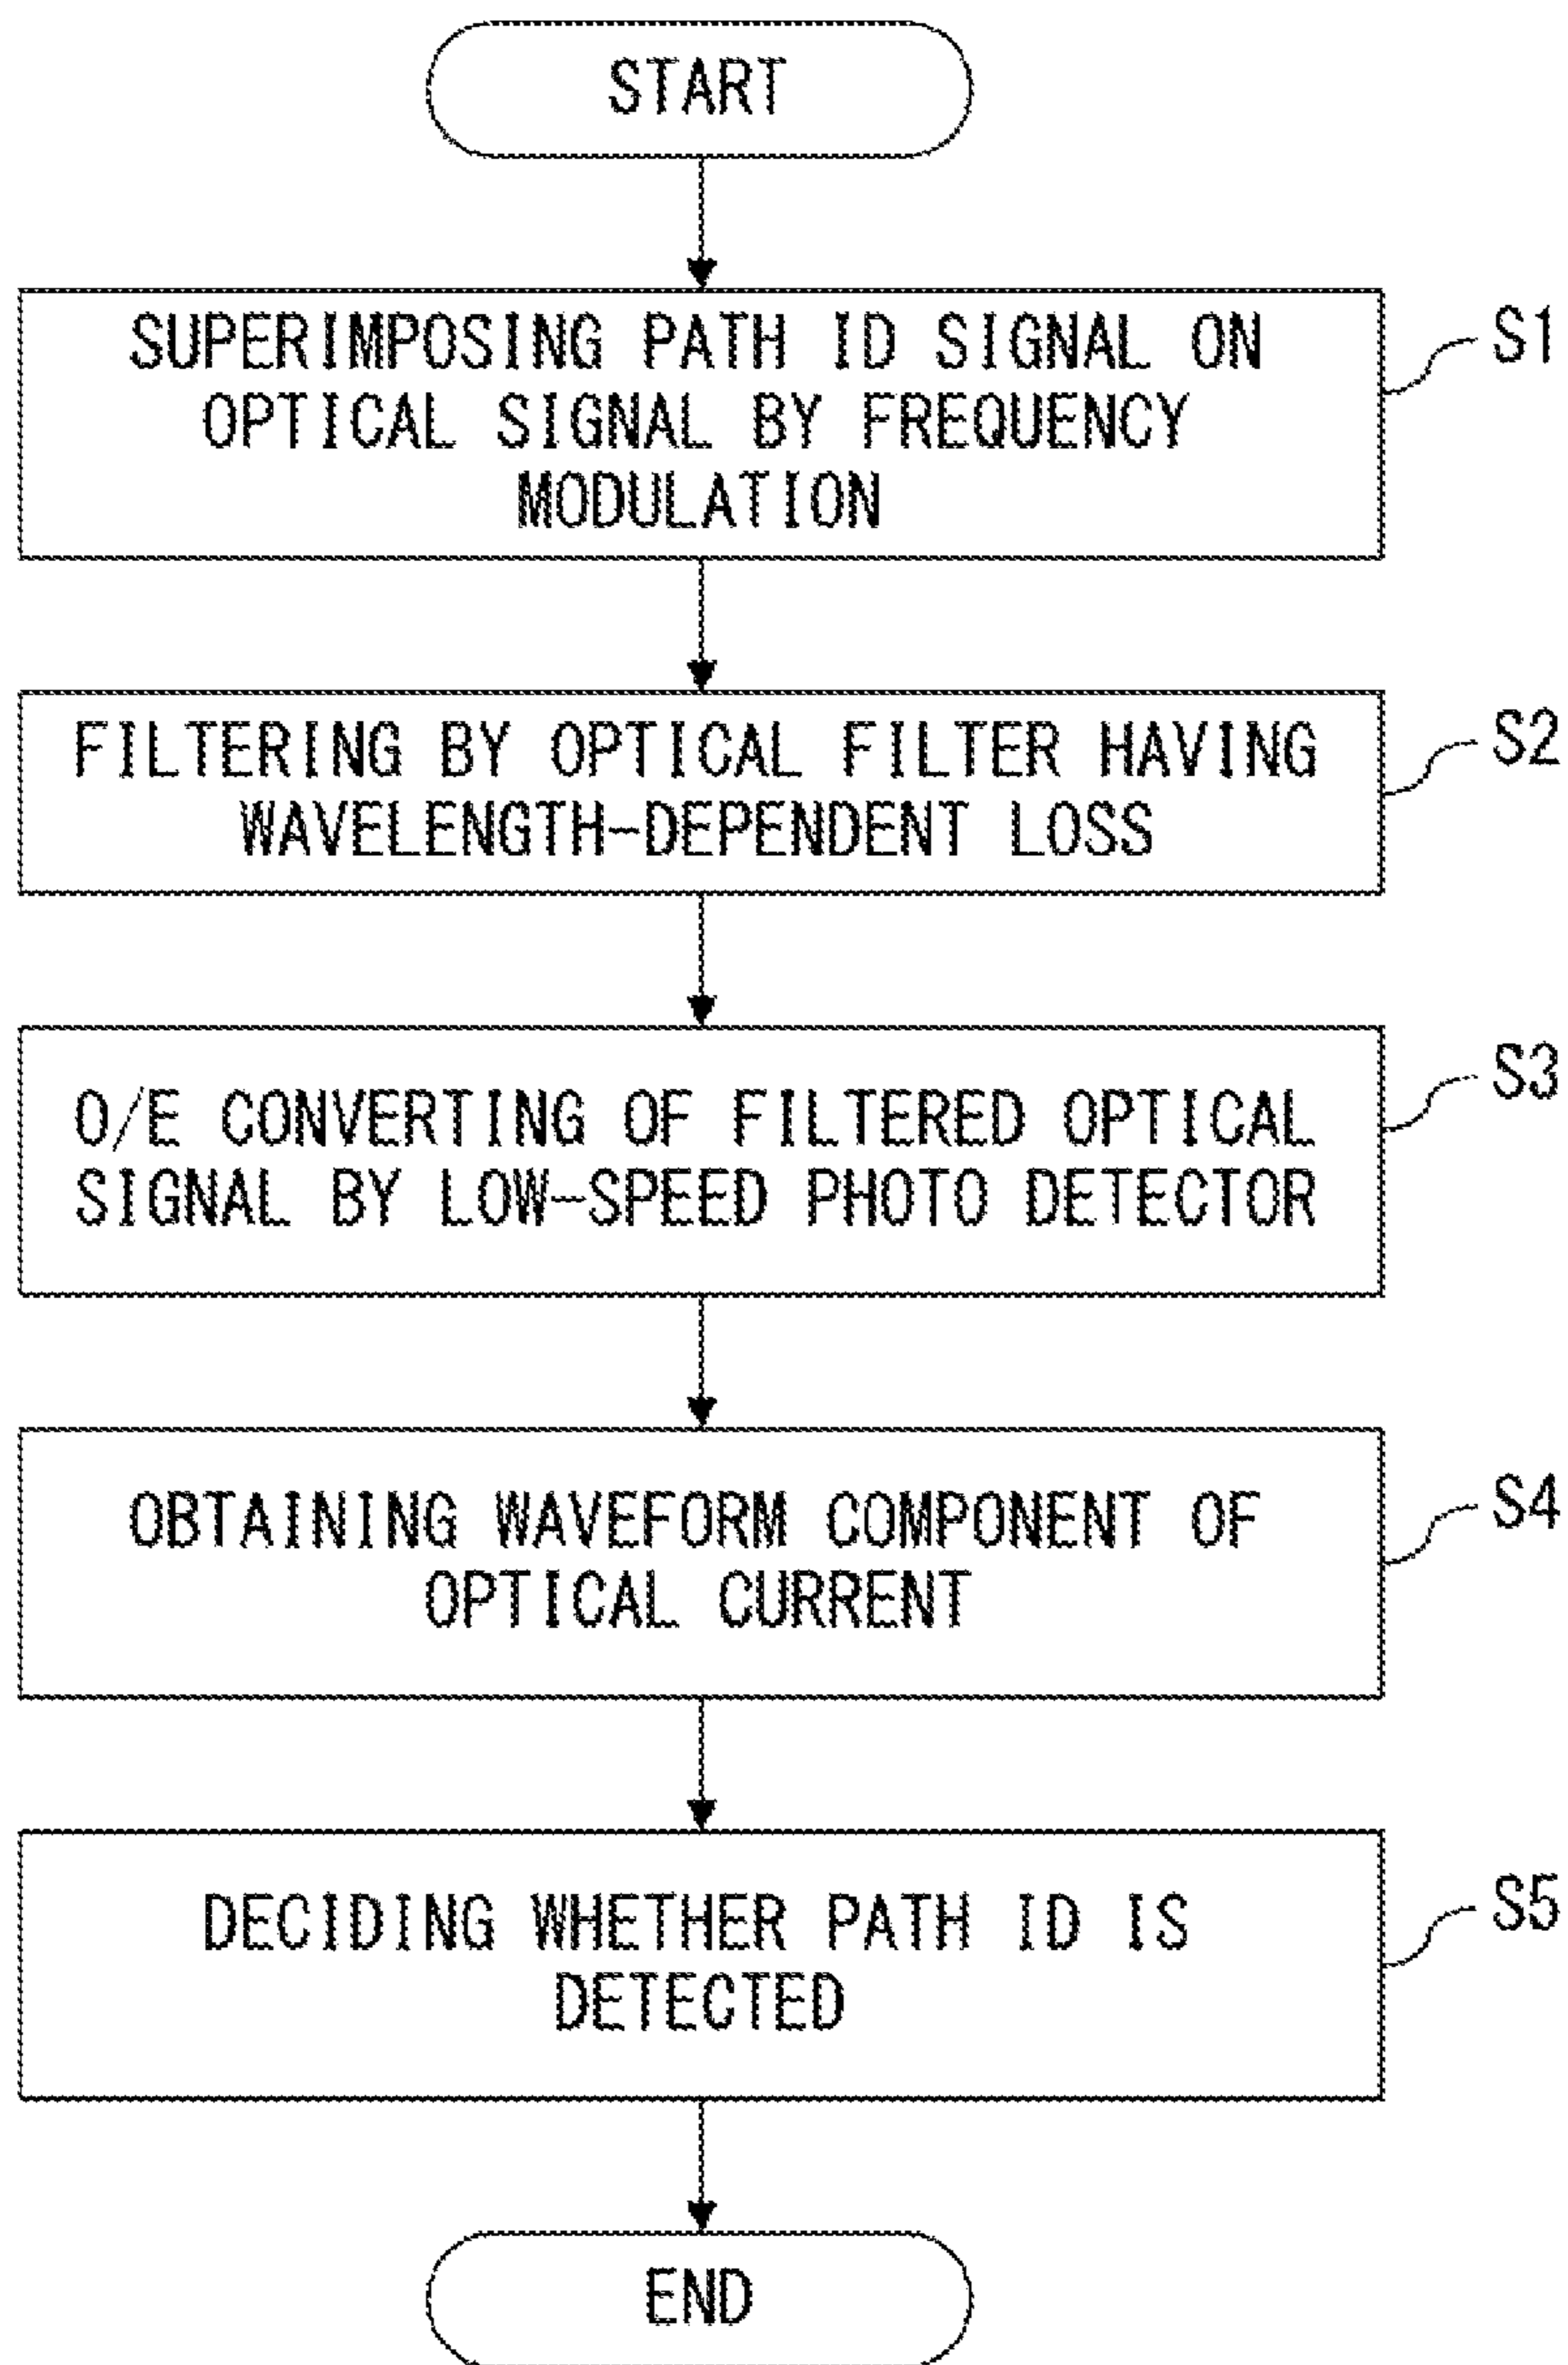 START
SUPERIMPOSING PATH ID SIGNAL ON
OPTICAL SIGNAL BY FREQUENCY
MODULATION
S1
FILTERING BY OPTICAL FILTER HAVING
WAVELENGTH-DEPENDENT LOSS
S2
O/E CONVERTING OF FILTERED OPTICAL
SIGNAL BY LOW-SPEED PHOTO DETECTOR
S3
OBTAINING WAVEFORM COMPONENT OF
OPTICAL CURRENT
S4
DECIDING WHETHER PATH ID IS
DETECTED
S5
END